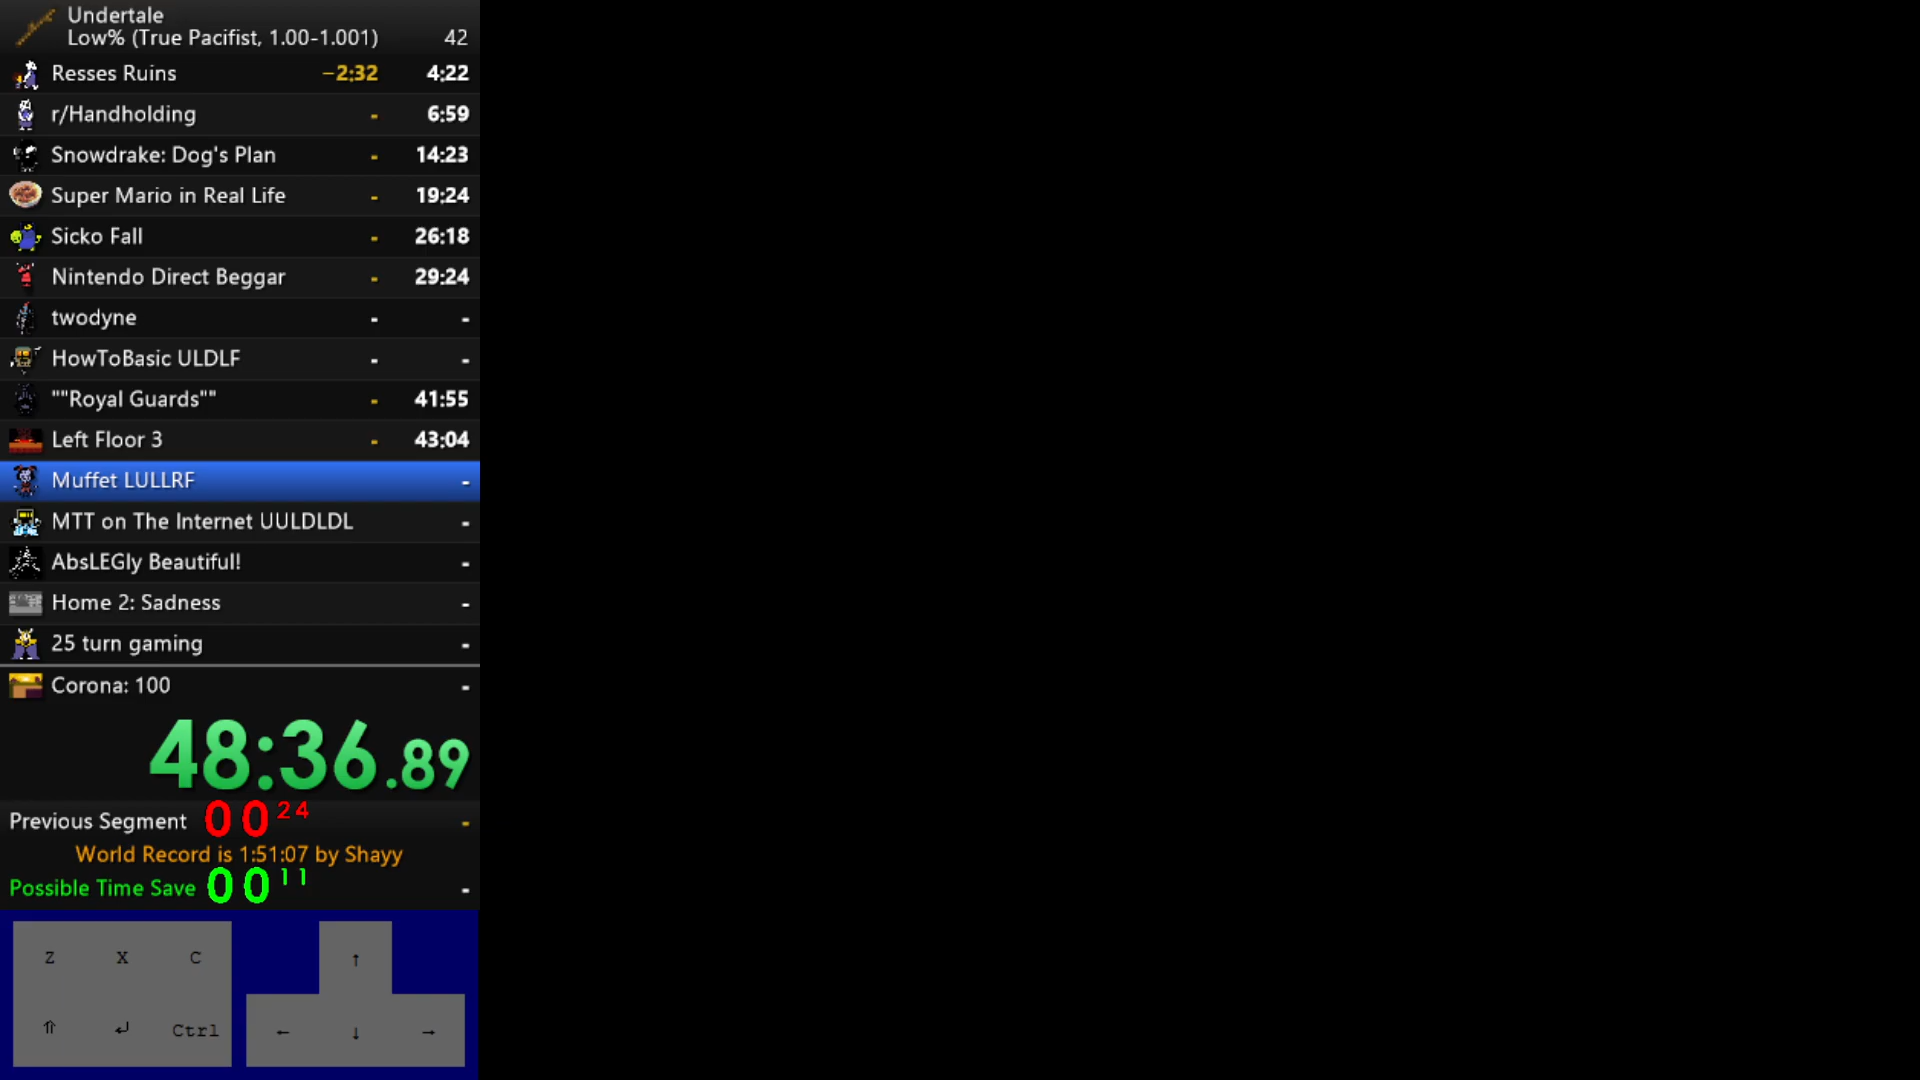 Undertale
Low% (True Pacifist, 1.00-1.001) 42
Resses Ruins −2:32 4:22
r/Handholding - 6:59
Snowdrake: Dog's Plan - 14:23
Super Mario in Real Life - 19:24
Sicko Fall - 26:18
Nintendo Direct Beggar - 29:24
twodyne - -
HowToBasic ULDLF - -
""Royal Guards"" - 41:55
Left Floor 3 - 43:04
Muffet LULLRF -
MTT on The Internet UULDLDL -
AbsLEGly Beautiful! -
Home 2: Sadness -
25 turn gaming -
Corona: 100 -
48:36.89
Previous Segment 00 24 -
World Record is 1:51:07 by Shayy
Possible Time Save 00 11 -
Z X C ↑
⇑ ↵ Ctrl ← ↓ →